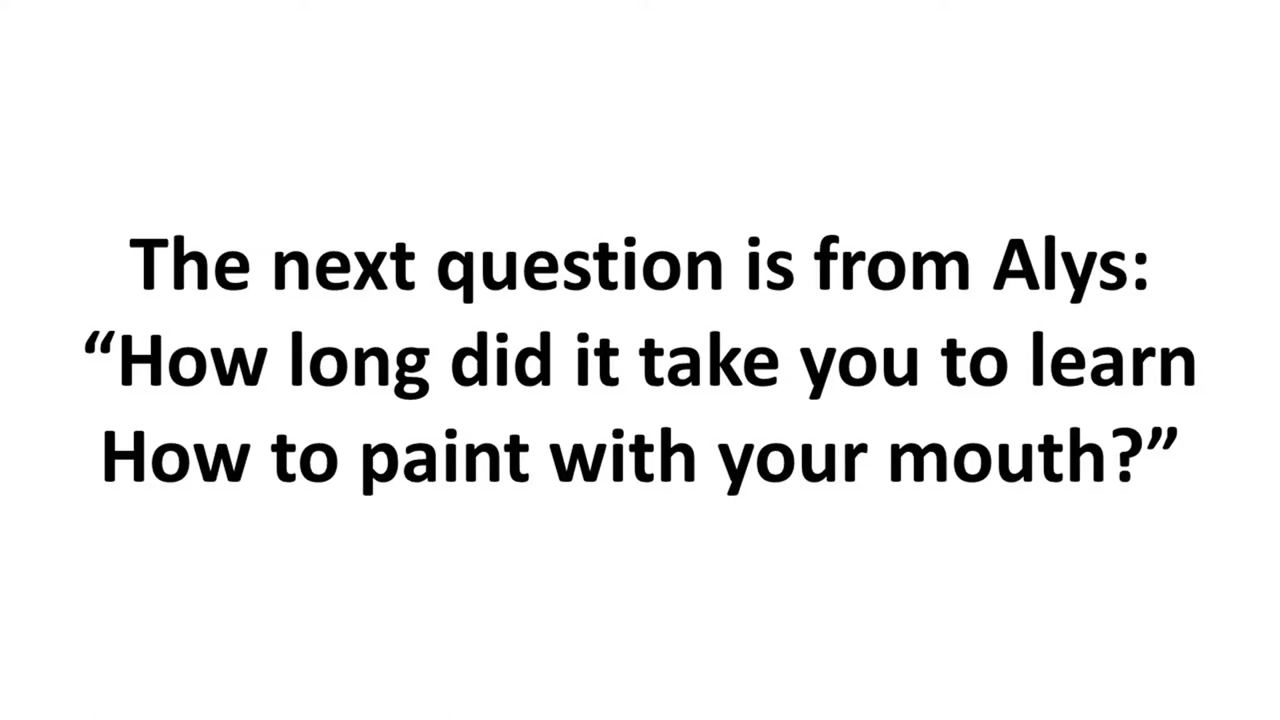 The next question is from Alys:
“How long did it take you to learn
How to paint with your mouth?”